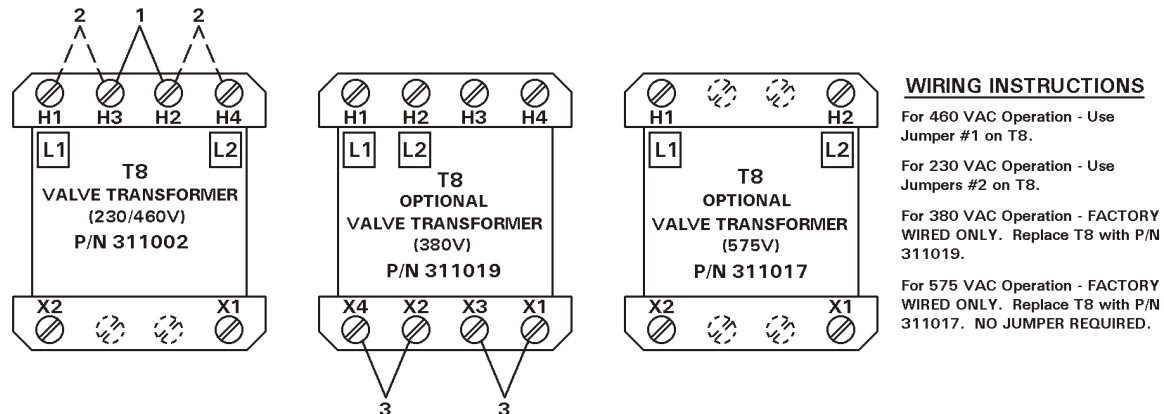 2 1 2
H1 H3 H2 H4
L1 L2
T8
VALVE TRANSFORMER
(230/460V)
P/N 311002
X2 X1
H1 H2 H3 H4
L1 L2
T8
OPTIONAL
VALVE TRANSFORMER
(380V)
P/N 311019
X4 X2 X3 X1
3 3
H1 H2
L1 L2
T8
OPTIONAL
VALVE TRANSFORMER
(575V)
P/N 311017
X2 X1
WIRING INSTRUCTIONS
For 460 VAC Operation - Use
Jumper #1 on T8.
For 230 VAC Operation - Use
Jumpers #2 on T8.
For 380 VAC Operation - FACTORY
WIRED ONLY. Replace T8 with P/N
311019.
For 575 VAC Operation - FACTORY
WIRED ONLY. Replace T8 with P/N
311017. NO JUMPER REQUIRED.